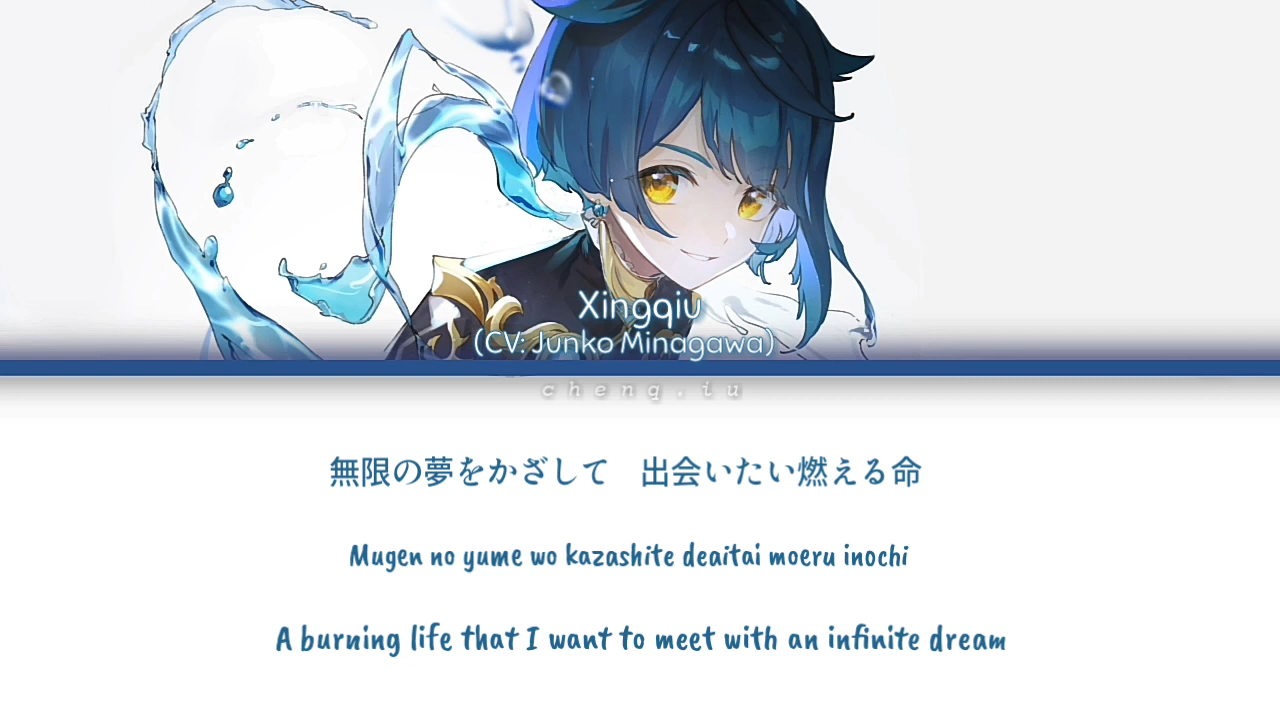 Xingqiu
(CV: Junko Minagawa)
cheng.iu
無限の夢をかざして　出会いたい燃える命
Mugen no yume wo kazashite deaitai moeru inochi
A burning life that I want to meet with an infinite dream